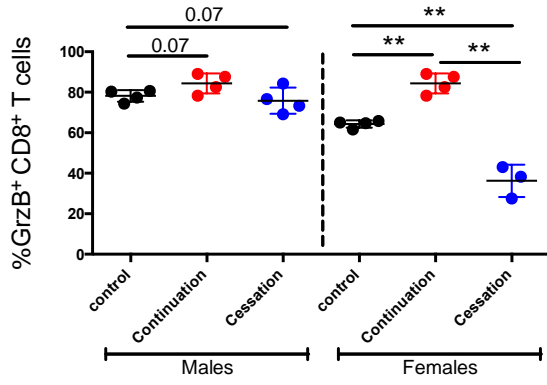 0.07
**
0.07
**
**
%GrzB⁺ CD8⁺ T cells
100
80
60
40
20
0
control
Continuation
Cessation
control
Continuation
Cessation
Males
Females